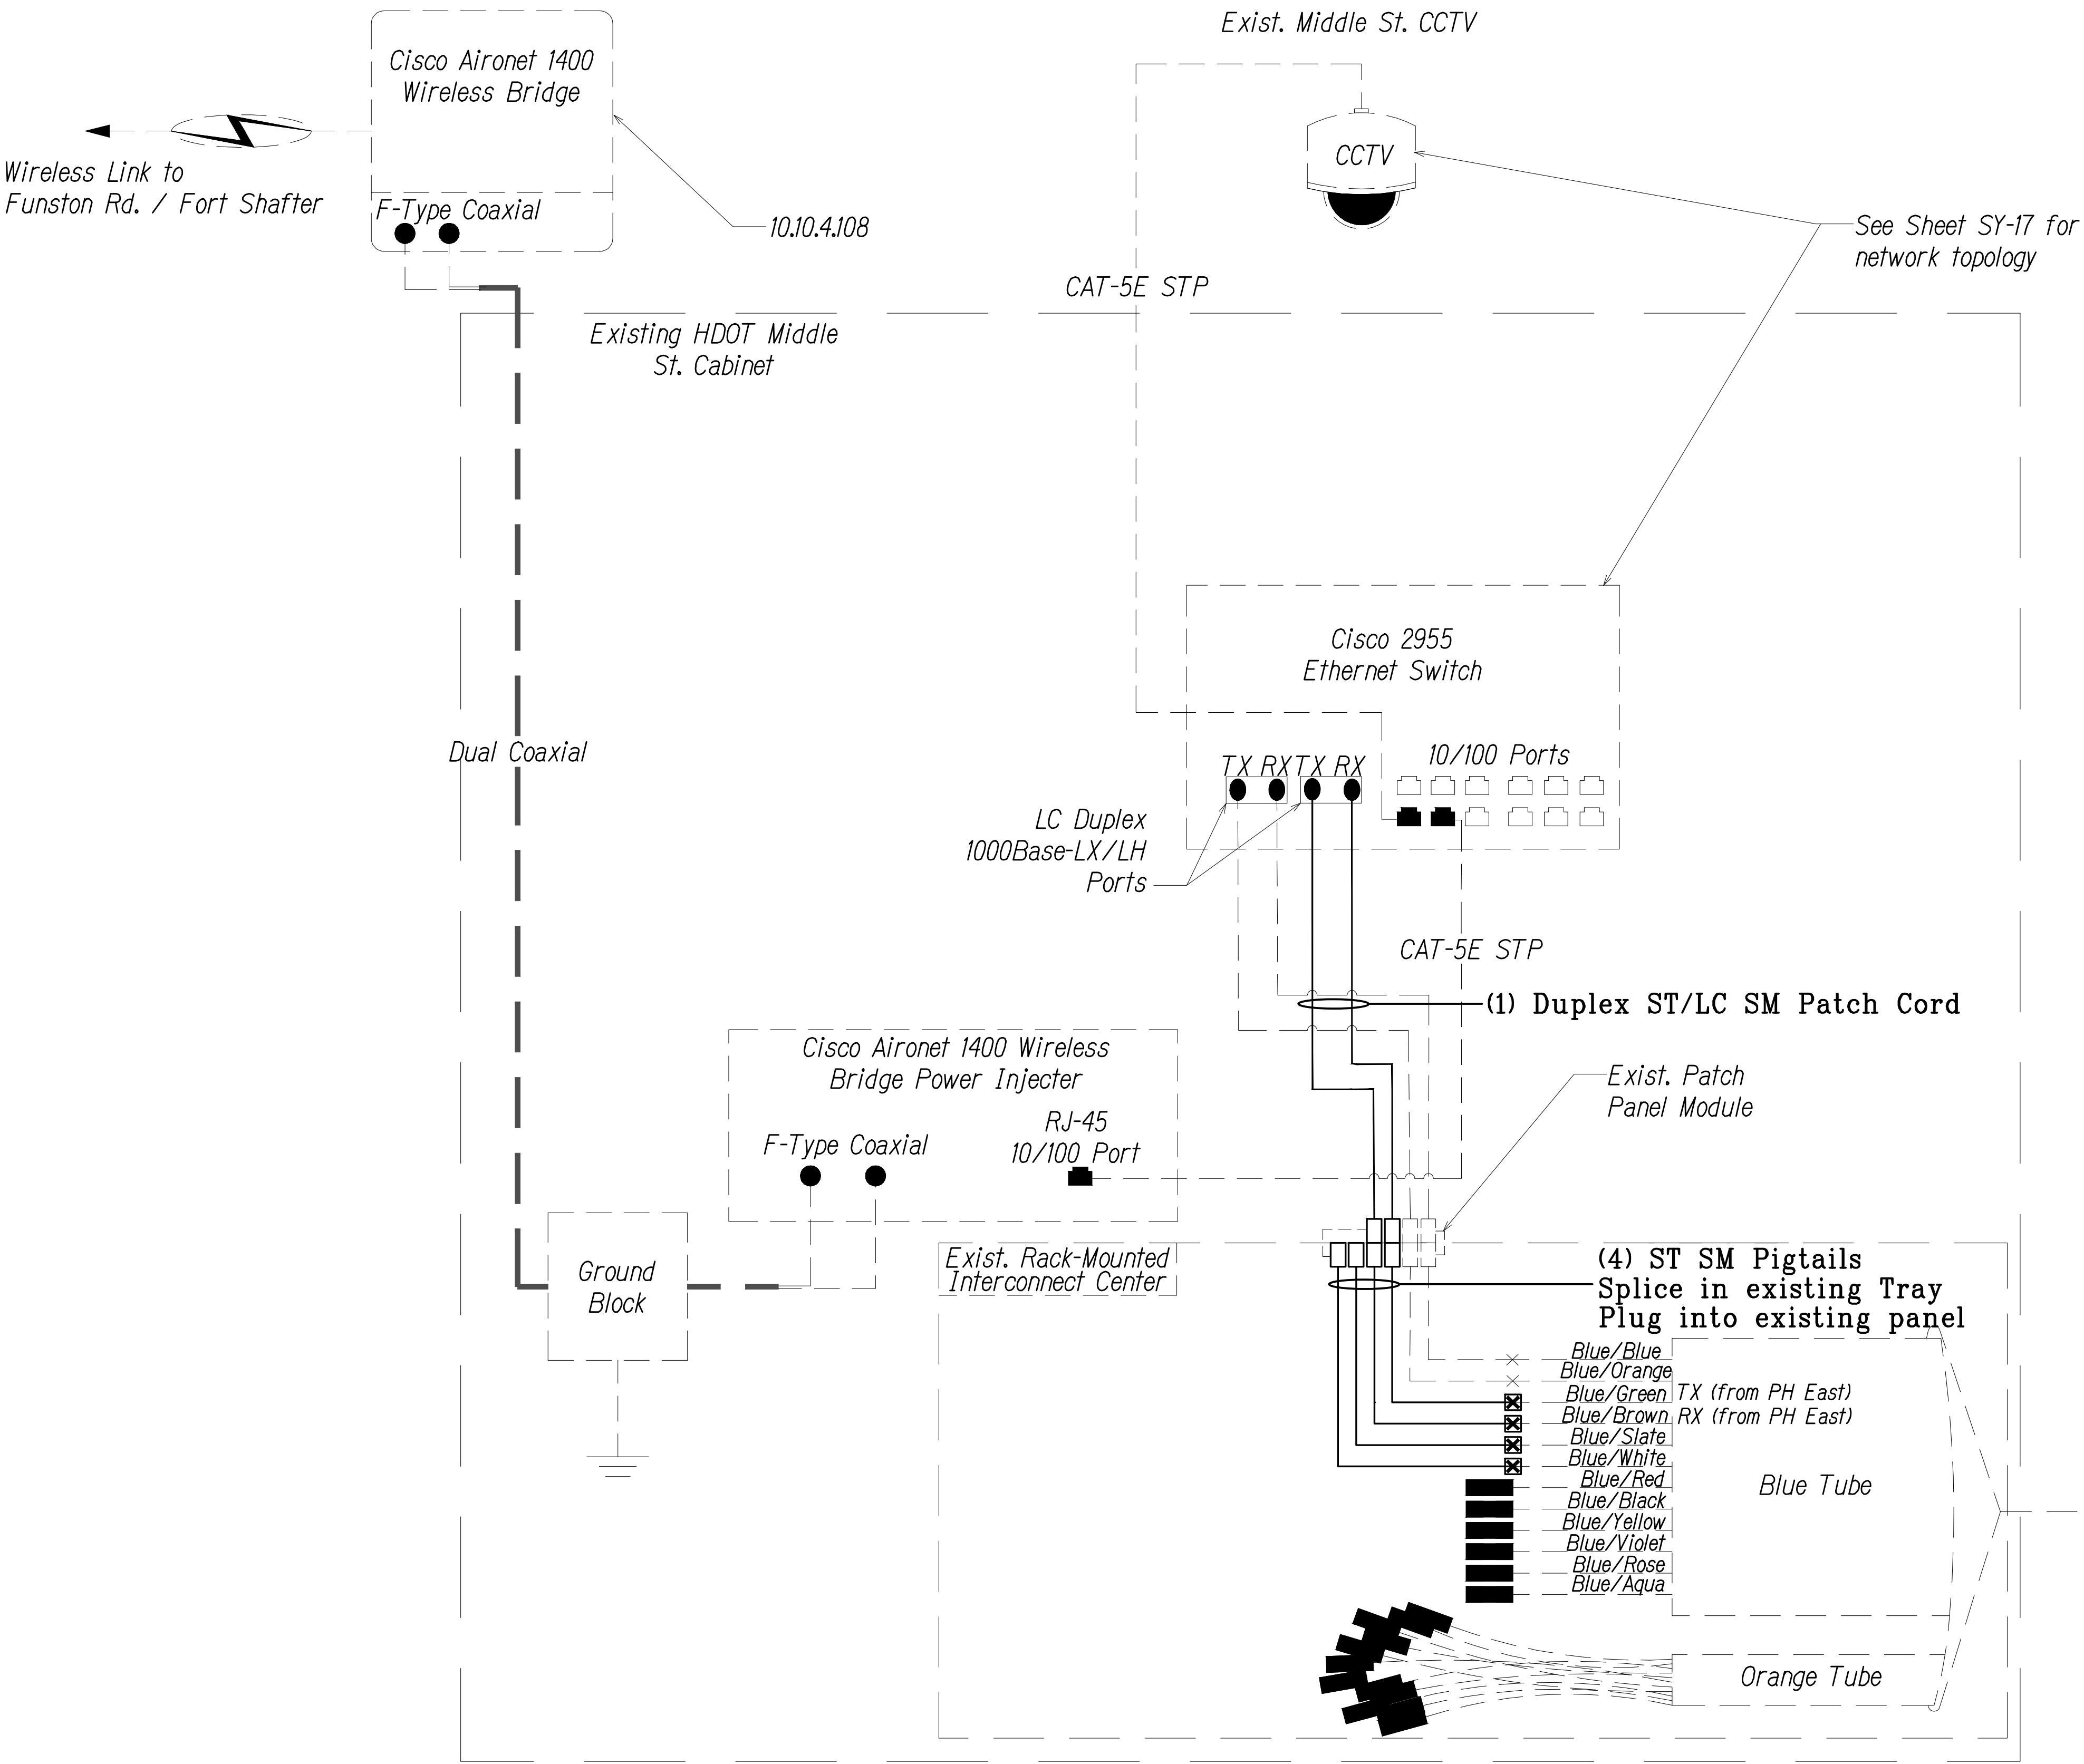 Exist. Middle St. CCTV
Cisco Aironet 1400
Wireless Bridge
CCTV
Wireless Link to
Funston Rd. / Fort Shafter
F-Type Coaxial
10.10.4.108
See Sheet SY-17 for
network topology
CAT-5E STP
Existing HDOT Middle
St. Cabinet
Cisco 2955
Ethernet Switch
Dual Coaxial
TX RX TX RX
10/100 Ports
LC Duplex
1000Base-LX/LH
Ports
CAT-5E STP
(1) Duplex ST/LC SM Patch Cord
Cisco Aironet 1400 Wireless
Bridge Power Injecter
RJ-45
10/100 Port
F-Type Coaxial
Exist. Patch
Panel Module
Exist. Rack-Mounted
Interconnect Center
Ground
Block
(4) ST SM Pigtails
Splice in existing Tray
Plug into existing panel
Blue/Blue
Blue/Orange
Blue/Green TX (from PH East)
Blue/Brown RX (from PH East)
Blue/Slate
Blue/White
Blue/Red
Blue/Black
Blue/Yellow
Blue/Violet
Blue/Rose
Blue/Aqua
Blue Tube
Orange Tube